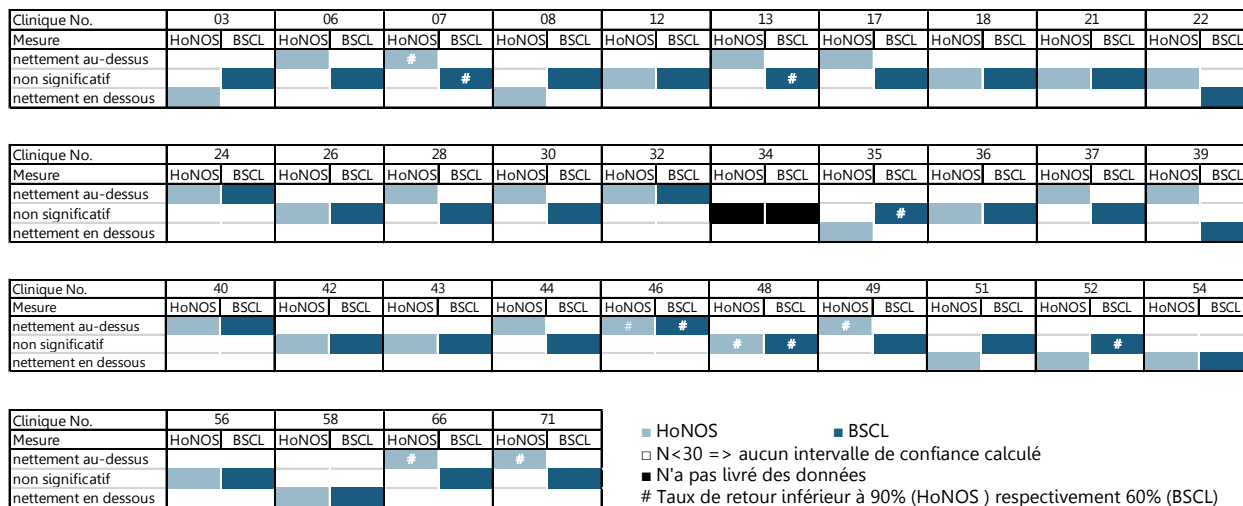 Clinique No. 03 06 07 08 12 13 17 18 21 22
Mesure HoNOS BSCL HoNOS BSCL HoNOS BSCL HoNOS BSCL HoNOS BSCL HoNOS BSCL HoNOS BSCL HoNOS BSCL HoNOS BSCL HoNOS BSCL
nettement au-dessus #
non significatif # #
nettement en dessous
Clinique No. 24 26 28 30 32 34 35 36 37 39
Mesure HoNOS BSCL HoNOS BSCL HoNOS BSCL HoNOS BSCL HoNOS BSCL HoNOS BSCL HoNOS BSCL HoNOS BSCL HoNOS BSCL HoNOS BSCL
nettement au-dessus
non significatif #
nettement en dessous
Clinique No. 40 42 43 44 46 48 49 51 52 54
Mesure HoNOS BSCL HoNOS BSCL HoNOS BSCL HoNOS BSCL HoNOS BSCL HoNOS BSCL HoNOS BSCL HoNOS BSCL HoNOS BSCL HoNOS BSCL
nettement au-dessus # # #
non significatif # # #
nettement en dessous
Clinique No. 56 58 66 71
Mesure HoNOS BSCL HoNOS BSCL HoNOS BSCL HoNOS BSCL
nettement au-dessus # #
non significatif
nettement en dessous
■ HoNOS ■ BSCL
□ N<30 => aucun intervalle de confiance calculé
■ N'a pas livré des données
# Taux de retour inférieur à 90% (HoNOS ) respectivement 60% (BSCL)